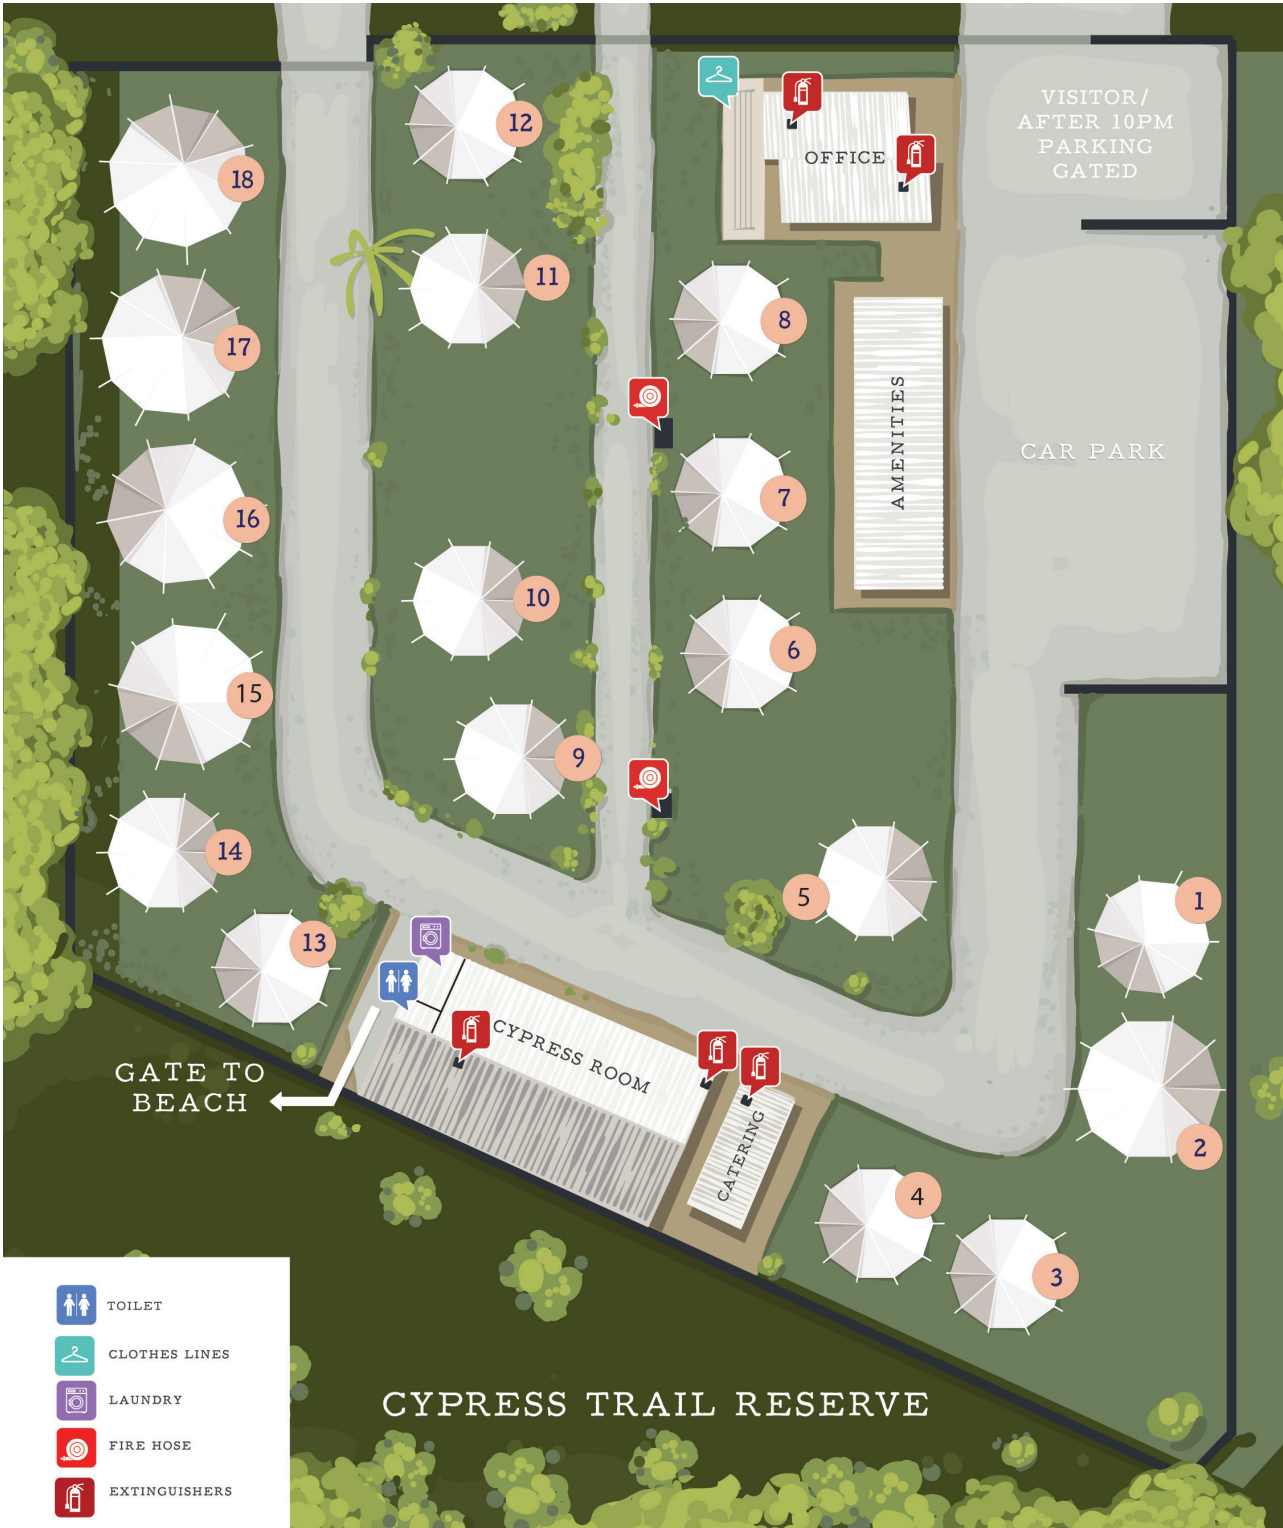 VISITOR/
AFTER 10PM
PARKING
GATED
OFFICE
12
18
11
8
17
AMENITIES
CAR PARK
7
16
10
6
15
9
14
5
1
13
CYPRESS ROOM
GATE TO
BEACH
CATERING
2
4
3
TOILET
CLOTHES LINES
LAUNDRY
FIRE HOSE
EXTINGUISHERS
CYPRESS TRAIL RESERVE